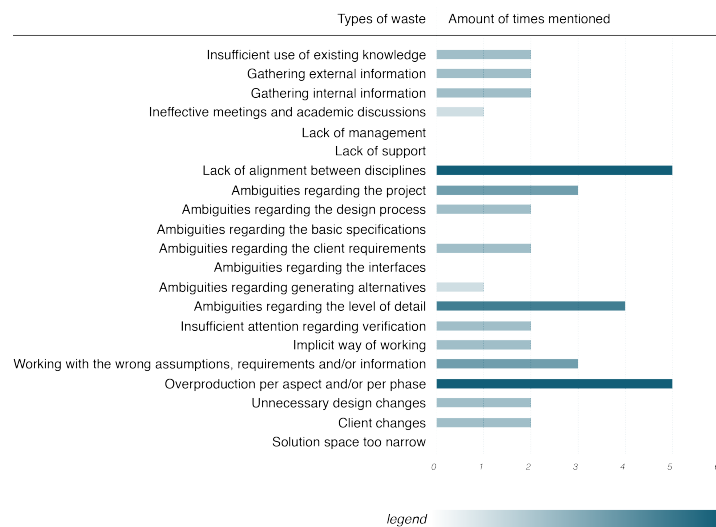 Types of waste Amount of times mentioned
Insufficient use of existing knowledge
Gathering external information
Gathering internal information
Ineffective meetings and academic discussions
Lack of management
Lack of support
Lack of alignment between disciplines
Ambiguities regarding the project
Ambiguities regarding the design process
Ambiguities regarding the basic specifications
Ambiguities regarding the client requirements
Ambiguities regarding the interfaces
Ambiguities regarding generating alternatives
Ambiguities regarding the level of detail
Insufficient attention regarding verification
Implicit way of working
Working with the wrong assumptions, requirements and/or information
Overproduction per aspect and/or per phase
Unnecessary design changes
Client changes
Solution space too narrow
0 1 2 3 4 5
legend